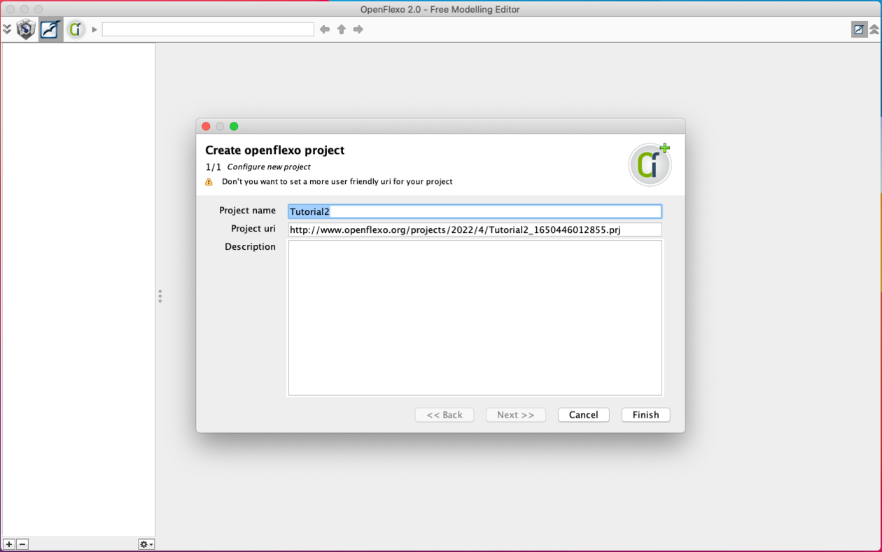 OpenFlexo 2.0 - Free Modelling Editor
Create openflexo project
1/1 Configure new project
Don't you want to set a more user friendly uri for your project
Project name Tutorial2
Project uri http://www.openflexo.org/projects/2022/4/Tutorial2_1650446012855.prj
Description
<< Back Next >> Cancel Finish